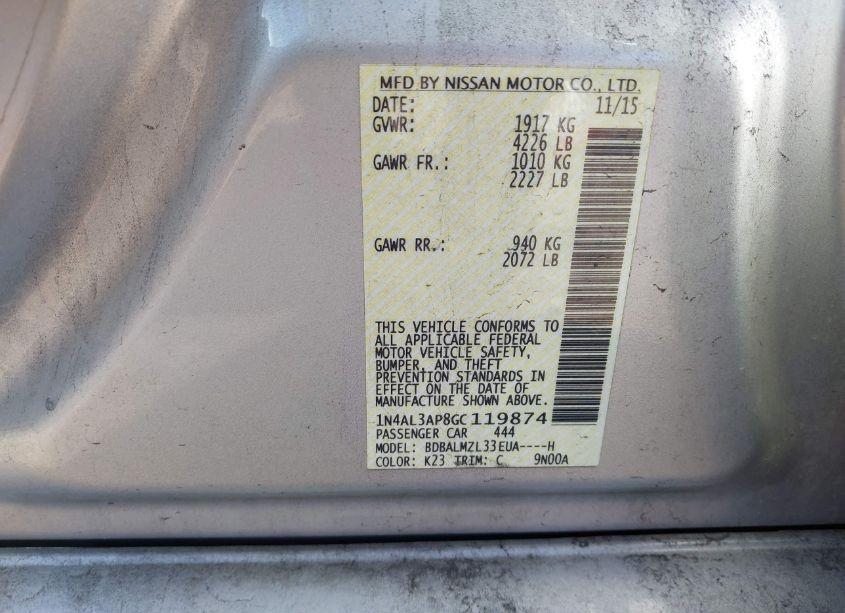 MFD BY NISSAN MOTOR CO., LTD.
DATE: 11/15
GVWR: 1917 KG
4226 LB
GAWR FR.: 1010 KG
2227 LB
GAWR RR.: 940 KG
2072 LB
THIS VEHICLE CONFORMS TO
ALL APPLICABLE FEDERAL
MOTOR VEHICLE SAFETY,
BUMPER, AND THEFT
PREVENTION STANDARDS IN
EFFECT ON THE DATE OF
MANUFACTURE SHOWN ABOVE.
1N4AL3AP8GC119874
PASSENGER CAR 444
MODEL: BDBALMZL33EUA----H
COLOR: K23 TRIM: C 9N00A